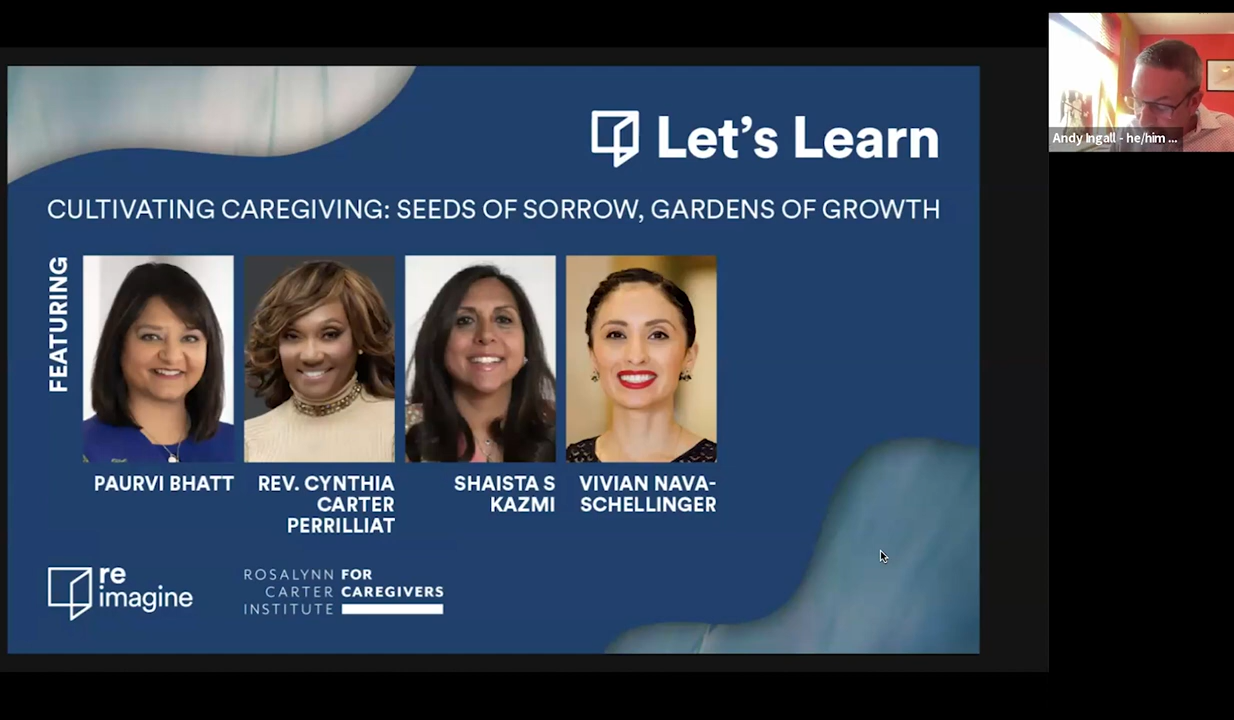 Let's Learn
CULTIVATING CAREGIVING: SEEDS OF SORROW, GARDENS OF GROWTH
FEATURING
PAURVI BHATT
REV. CYNTHIA
CARTER
PERRILLIAT
SHAISTA S
KAZMI
VIVIAN NAVA-
SCHELLINGER
re
imagine
ROSALYNN FOR
CARTER CAREGIVERS
INSTITUTE
Andy Ingall - he/him ...